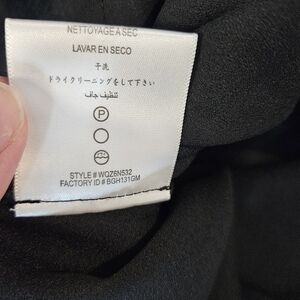 NETTOYAGE A SEC
LAVAR EN SECO
干洗
ドライクリーニングをして下さい
تنظيف جاف
P
STYLE # WQZ6N532
FACTORY ID # BGH131GM